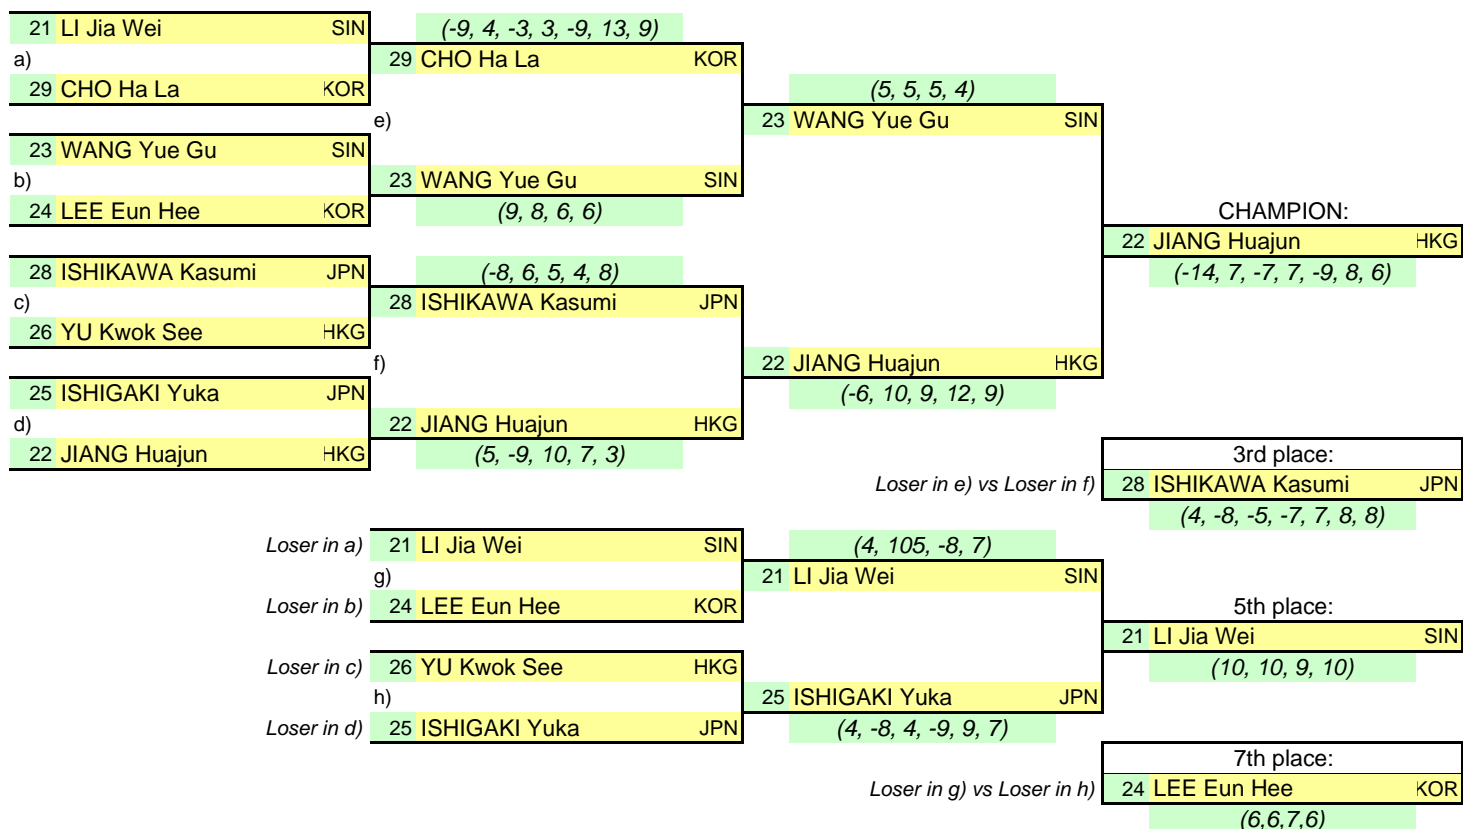 21 LI Jia Wei SIN (-9, 4, -3, 3, -9, 13, 9)
a) 29 CHO Ha La KOR
29 CHO Ha La KOR (5, 5, 5, 4)
e) 23 WANG Yue Gu SIN
23 WANG Yue Gu SIN
b) 23 WANG Yue Gu SIN
24 LEE Eun Hee KOR (9, 8, 6, 6) CHAMPION:
22 JIANG Huajun HKG
28 ISHIKAWA Kasumi JPN (-8, 6, 5, 4, 8) (-14, 7, -7, 7, -9, 8, 6)
c) 28 ISHIKAWA Kasumi JPN
26 YU Kwok See HKG
f) 22 JIANG Huajun HKG
25 ISHIGAKI Yuka JPN (-6, 10, 9, 12, 9)
d) 22 JIANG Huajun HKG
22 JIANG Huajun HKG (5, -9, 10, 7, 3) 3rd place:
Loser in e) vs Loser in f) 28 ISHIKAWA Kasumi JPN
(4, -8, -5, -7, 7, 8, 8)
Loser in a) 21 LI Jia Wei SIN (4, 105, -8, 7)
g) 21 LI Jia Wei SIN
Loser in b) 24 LEE Eun Hee KOR 5th place:
21 LI Jia Wei SIN
Loser in c) 26 YU Kwok See HKG (10, 10, 9, 10)
h) 25 ISHIGAKI Yuka JPN
Loser in d) 25 ISHIGAKI Yuka JPN (4, -8, 4, -9, 9, 7)
7th place:
Loser in g) vs Loser in h) 24 LEE Eun Hee KOR
(6,6,7,6)